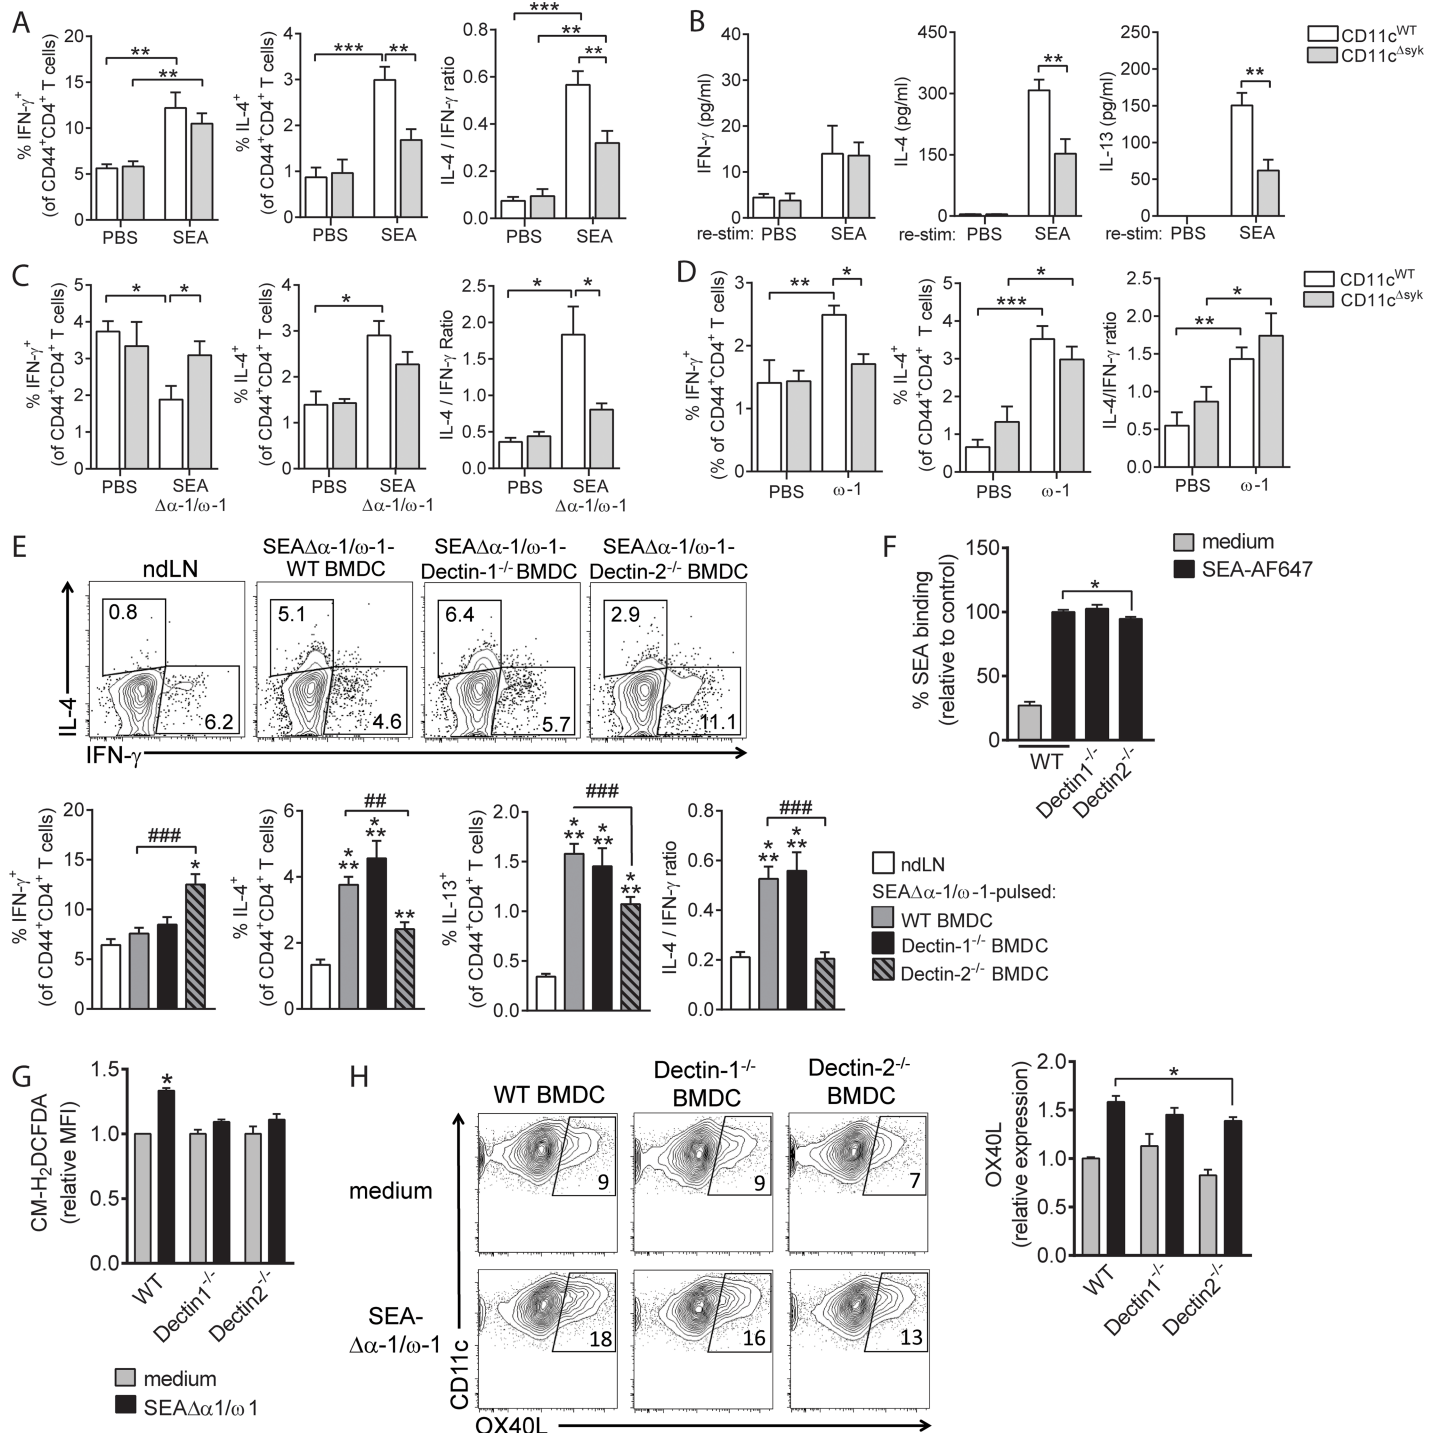 A
% IFN-γ+
(of CD44+CD4+ T cells)
20
15
10
5
0
**
**
PBS SEA
% IL-4+
(of CD44+CD4+ T cells)
4
3
2
1
0
*** **
PBS SEA
IL-4 / IFN-γ ratio
0.8
0.6
0.4
0.2
0.0
***
**
**
PBS SEA
B
IFN-γ (pg/ml)
40
30
20
10
0
re-stim: PBS SEA
IL-4 (pg/ml)
450
300
150
0
**
re-stim: PBS SEA
IL-13 (pg/ml)
250
200
150
100
50
0
**
re-stim: PBS SEA
CD11cWT
CD11cΔsyk
C
% IFN-γ+
(of CD44+CD4+ T cells)
5
4
3
2
1
0
* *
PBS SEA
Δα-1/ω-1
% IL-4+
(of CD44+CD4+ T cells)
4
3
2
1
0
*
PBS SEA
Δα-1/ω-1
IL-4 / IFN-γ Ratio
2.5
2.0
1.5
1.0
0.5
0.0
* *
PBS SEA
Δα-1/ω-1
D
% IFN-γ+
(% of CD44+CD4+ T cells)
3
2
1
0
** *
PBS ω-1
% IL-4+
(of CD44+CD4+ T cells)
5
4
3
2
1
0
*
***
PBS ω-1
IL-4/IFN-γ ratio
2.5
2.0
1.5
1.0
0.5
0.0
*
**
PBS ω-1
CD11cWT
CD11cΔsyk
E
ndLN
SEAΔα-1/ω-1-
WT BMDC
SEAΔα-1/ω-1-
Dectin-1-/- BMDC
SEAΔα-1/ω-1-
Dectin-2-/- BMDC
0.8
6.2
5.1
4.6
6.4
5.7
2.9
11.1
IL-4
IFN-γ
% IFN-γ+
(of CD44+CD4+ T cells)
20
15
10
5
0
###
*
% IL-4+
(of CD44+CD4+ T cells)
6
4
2
0
##
*
**
*
**
**
% IL-13+
(of CD44+CD4+ T cells)
2.0
1.5
1.0
0.5
0.0
###
*
**
*
**
*
**
IL-4 / IFN-γ ratio
0.8
0.6
0.4
0.2
0.0
###
*
**
*
**
ndLN
SEAΔα-1/ω-1-pulsed:
WT BMDC
Dectin-1-/- BMDC
Dectin-2-/- BMDC
F
% SEA binding
(relative to control)
150
100
50
0
*
WT
Dectin1-/-
Dectin2-/-
medium
SEA-AF647
G
CM-H2DCFDA
(relative MFI)
1.5
1.0
0.5
0.0
*
WT
Dectin1-/-
Dectin2-/-
medium
SEAΔα1/ω1
H
WT BMDC
Dectin-1-/-
BMDC
Dectin-2-/-
BMDC
medium
9
9
7
SEA-
Δα-1/ω-1
18
16
13
CD11c
OX40L
OX40L
(relative expression)
2.0
1.5
1.0
0.5
0.0
*
WT
Dectin1-/-
Dectin2-/-